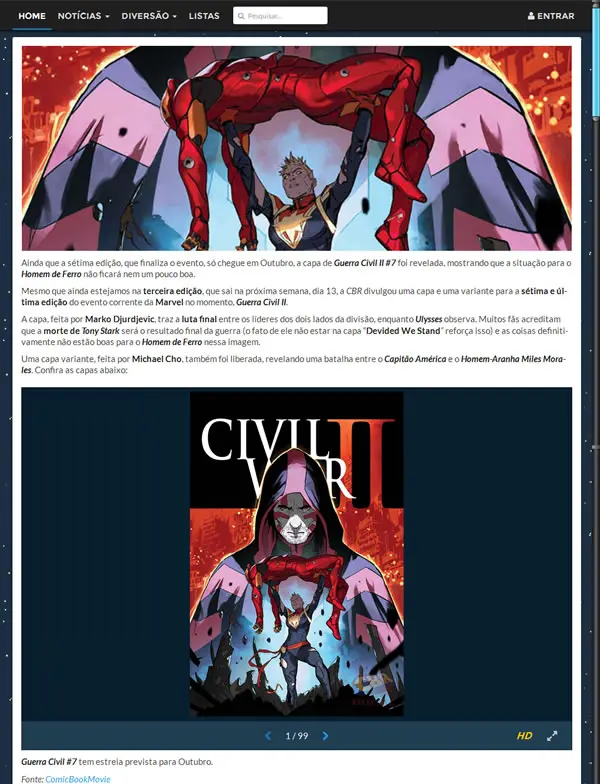 HOME NOTÍCIAS DIVERSÃO LISTAS Pesquisar... ENTRAR
Ainda que a sétima edição, que finaliza o evento, só chegue em Outubro, a capa de Guerra Civil II #7 foi revelada, mostrando que a situação para o
Homem de Ferro não ficará nem um pouco boa.
Mesmo que ainda estejamos na terceira edição, que sai na próxima semana, dia 13, a CBR divulgou uma capa e uma variante para a sétima e úl-
tima edição do evento corrente da Marvel no momento, Guerra Civil II.
A capa, feita por Marko Djurdjevic, traz a luta final entre os líderes dos dois lados da divisão, enquanto Ulysses observa. Muitos fãs acreditam
que a morte de Tony Stark será o resultado final da guerra (o fato de ele não estar na capa “Devided We Stand” reforça isso) e as coisas definiti-
vamente não estão boas para o Homem de Ferro nessa imagem.
Uma capa variante, feita por Michael Cho, também foi liberada, revelando uma batalha entre o Capitão América e o Homem-Aranha Miles Mora-
les. Confira as capas abaixo:
CIVIL
WAR II
1 / 99 HD
Guerra Civil #7 tem estreia prevista para Outubro.
Fonte: ComicBookMovie